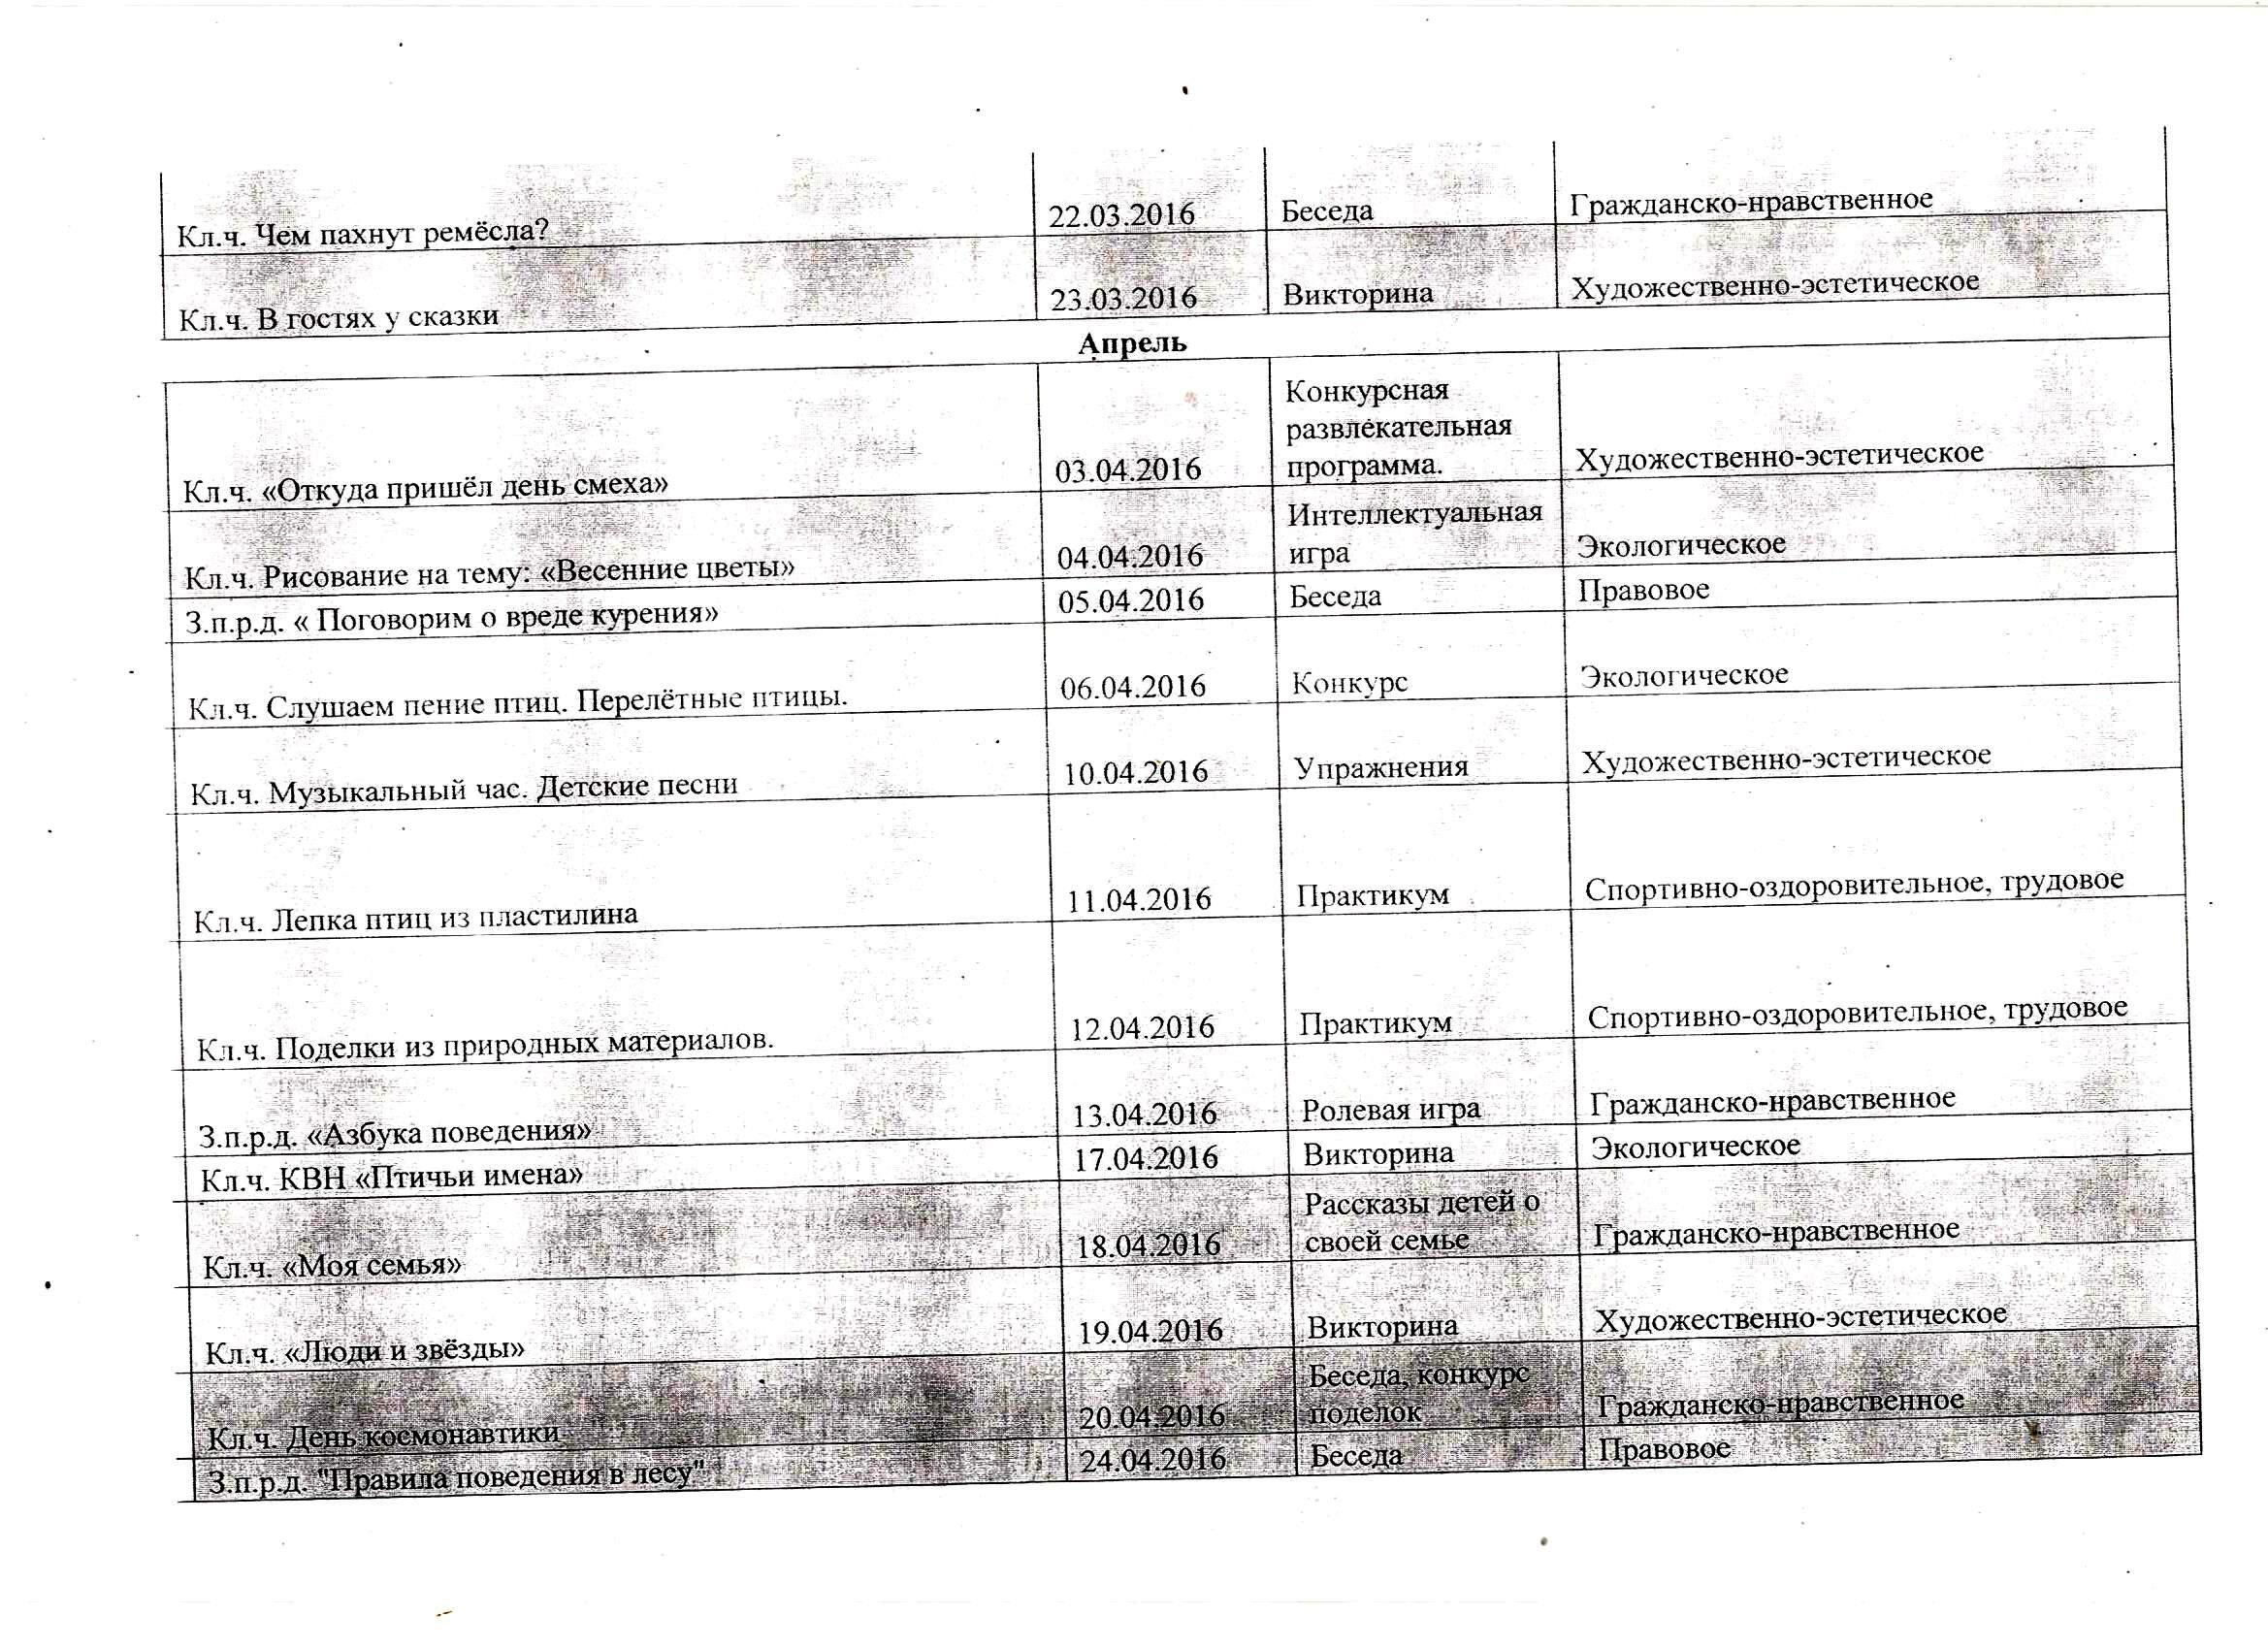 Кл.ч. Чем пахнут ремёсла? 22.03.2016 Беседа Гражданско-нравственное
Кл.ч. В гостях у сказки 23.03.2016 Викторина Художественно-эстетическое
Апрель
Конкурсная
развлекательная
Кл.ч. «Откуда пришёл день смеха» 03.04.2016 программа. Художественно-эстетическое
Интеллектуальная
Кл.ч. Рисование на тему: «Весенние цветы» 04.04.2016 игра Экологическое
З.п.р.д. « Поговорим о вреде курения» 05.04.2016 Беседа Правовое
Кл.ч. Слушаем пение птиц. Перелётные птицы. 06.04.2016 Конкурс Экологическое
Кл.ч. Музыкальный час. Детские песни 10.04.2016 Упражнения Художественно-эстетическое
Кл.ч. Лепка птиц из пластилина 11.04.2016 Практикум Спортивно-оздоровительное, трудовое
Кл.ч. Поделки из природных материалов. 12.04.2016 Практикум Спортивно-оздоровительное, трудовое
З.п.р.д. «Азбука поведения» 13.04.2016 Ролевая игра Гражданско-нравственное
Кл.ч. КВН «Птичьи имена» 17.04.2016 Викторина Экологическое
Рассказы детей о
Кл.ч. «Моя семья» 18.04.2016 своей семье Гражданско-нравственное
Кл.ч. «Люди и звёзды» 19.04.2016 Викторина Художественно-эстетическое
Беседа, конкурс
Кл.ч. День космонавтики 20.04.2016 поделок Гражданско-нравственное
З.п.р.д. "Правила поведения в лесу" 24.04.2016 Беседа Правовое